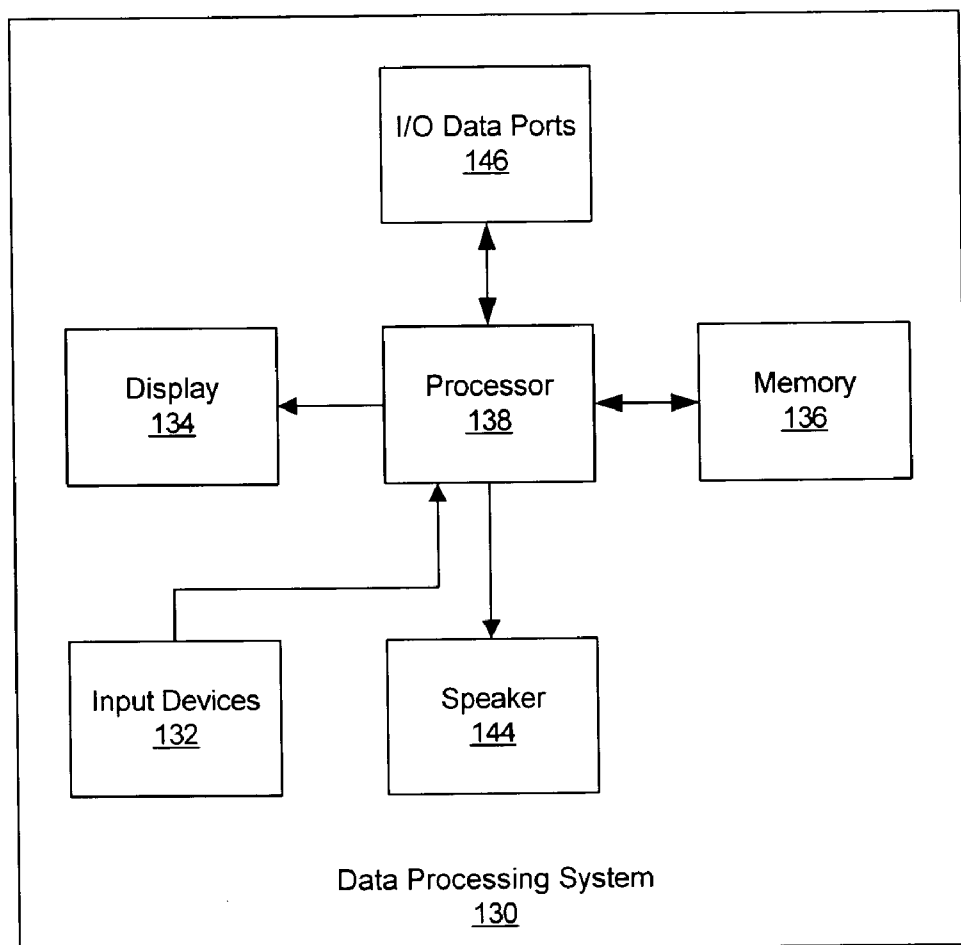 I/O Data Ports
146
Display
134
Processor
138
Memory
136
Input Devices
132
Speaker
144
Data Processing System
130